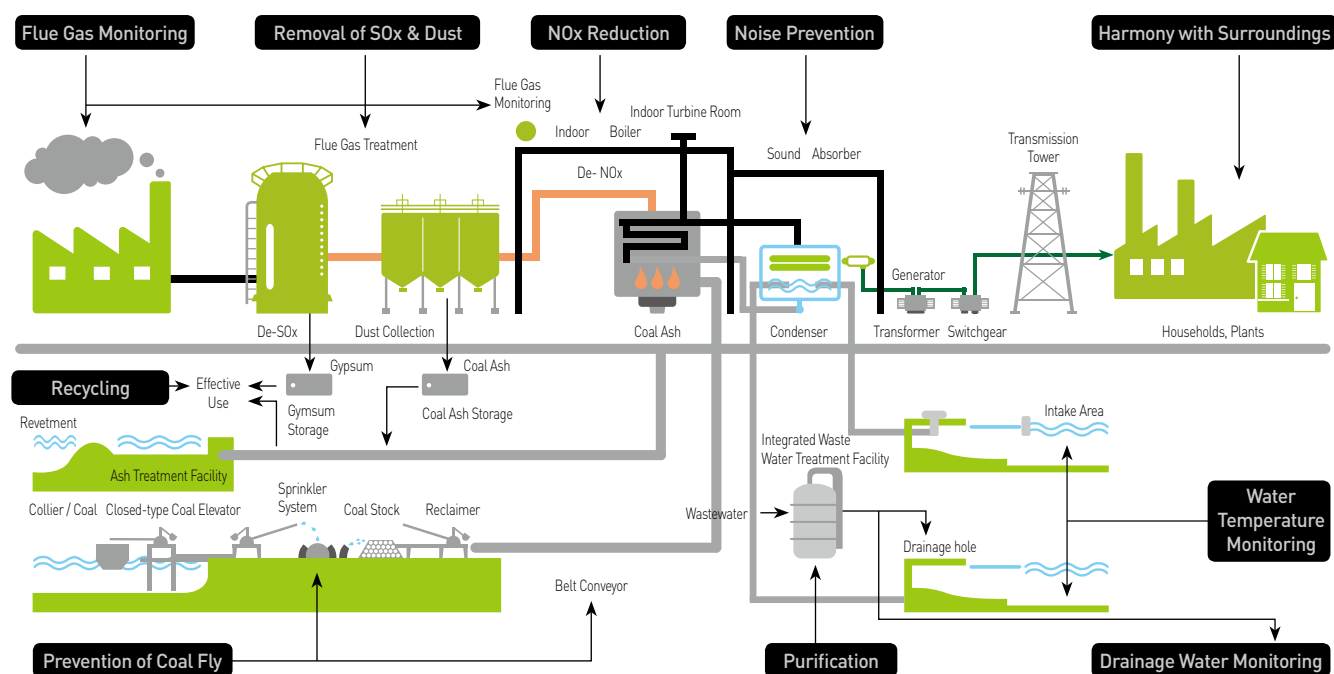 Flue Gas Monitoring
Removal of SOx & Dust
NOx Reduction
Noise Prevention
Harmony with Surroundings
Flue Gas
Monitoring
Indoor Boiler
Indoor Turbine Room
Flue Gas Treatment
Sound Absorber
Transmission
Tower
De- NOx
Generator
De-SOx
Dust Collection
Coal Ash
Condenser
Transformer
Switchgear
Households, Plants
Recycling
Effective
Use
Gypsum
Gymsum
Storage
Coal Ash
Coal Ash Storage
Revetment
Ash Treatment Facility
Intake Area
Integrated Waste
Water Treatment Facility
Collier / Coal
Closed-type Coal Elevator
Sprinkler
System
Coal Stock
Reclaimer
Wastewater
Drainage hole
Water
Temperature
Monitoring
Belt Conveyor
Prevention of Coal Fly
Purification
Drainage Water Monitoring